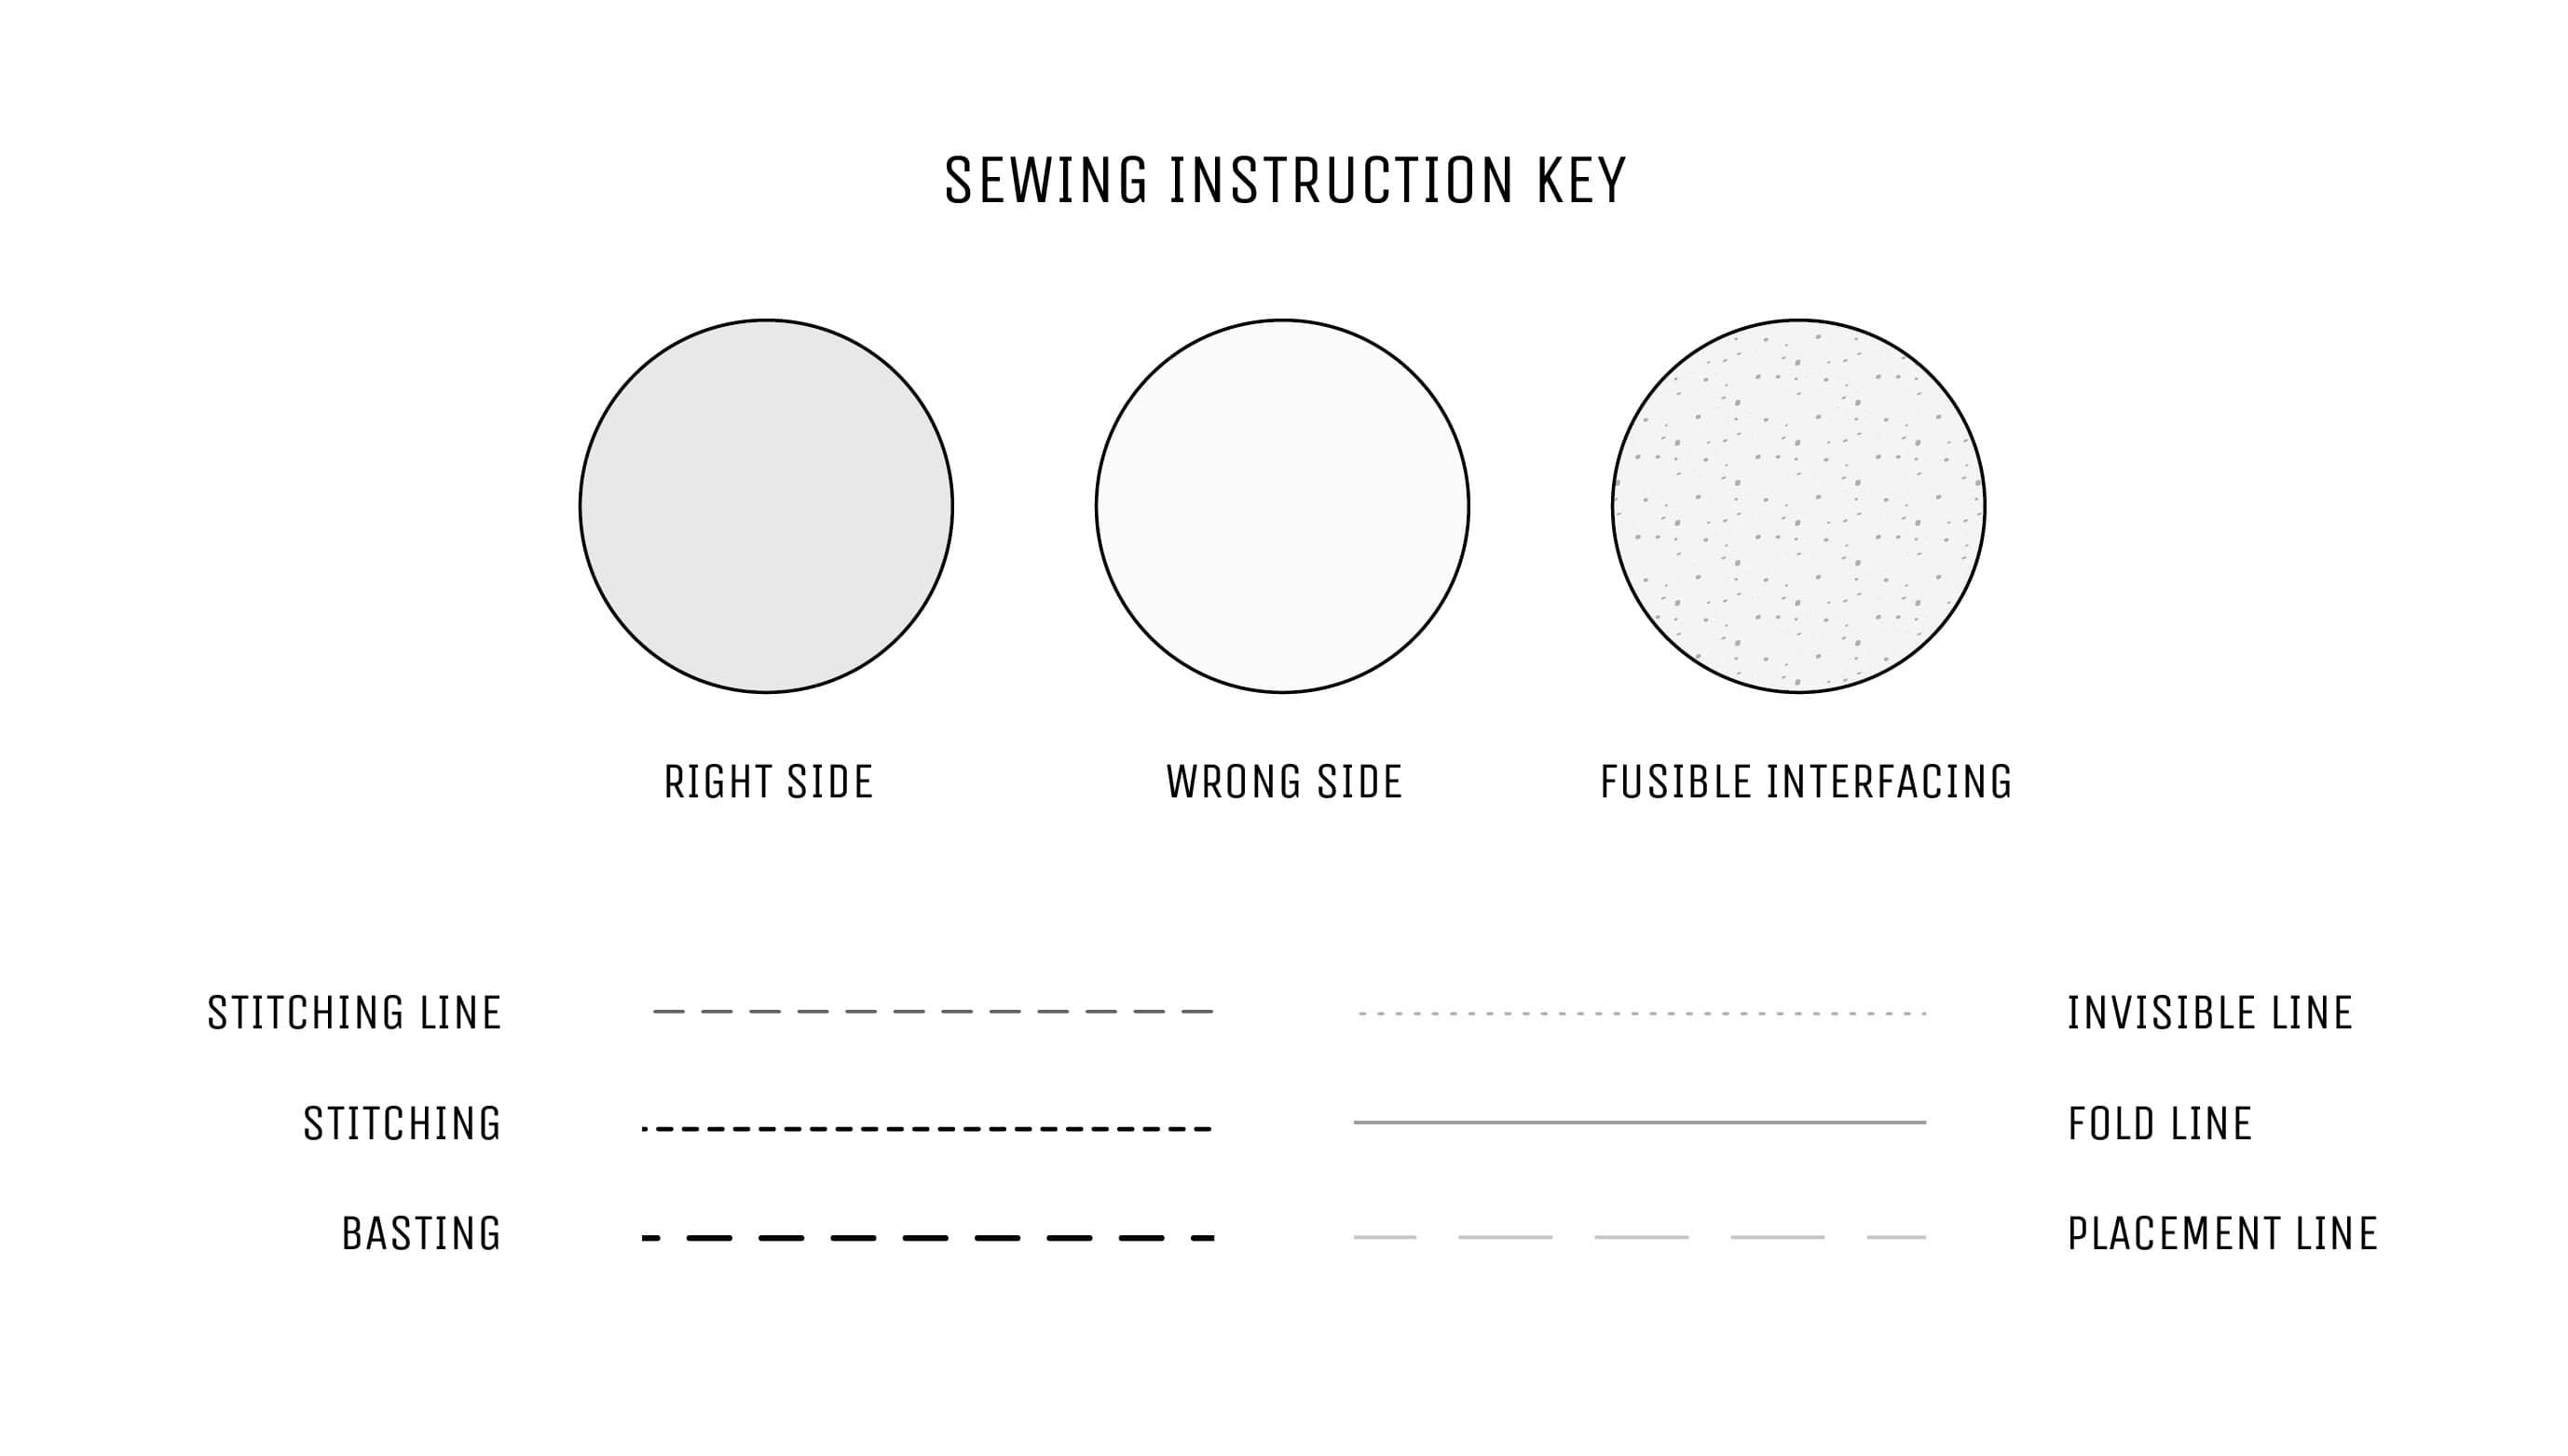 SEWING INSTRUCTION KEY
RIGHT SIDE
WRONG SIDE
FUSIBLE INTERFACING
STITCHING LINE
INVISIBLE LINE
STITCHING
FOLD LINE
BASTING
PLACEMENT LINE